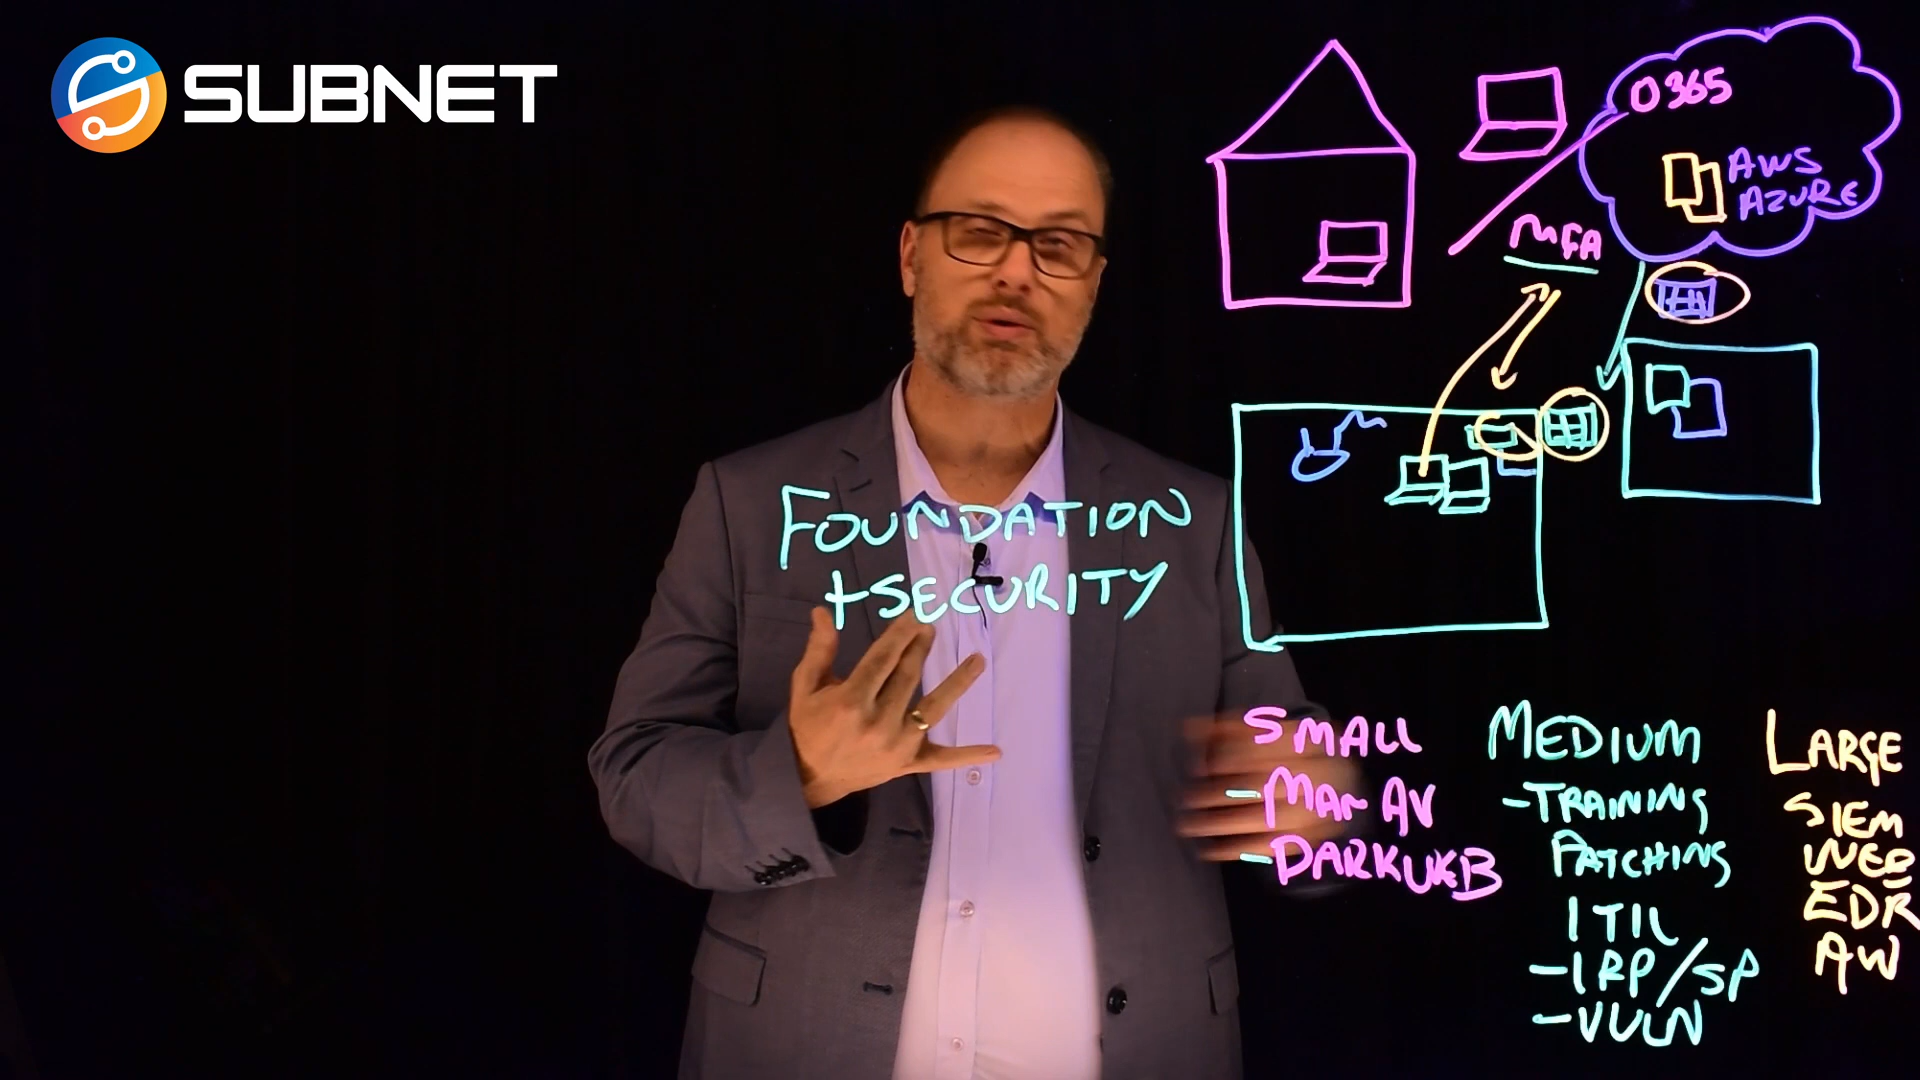 SUBNET
O365
AWS
AZURE
MFA
FOUNDATION
+SECURITY
SMALL
-MAN AV
-DARKWEB
MEDIUM
-TRAINING
PATCHING
ITIL
-IRP/SP
-VULN
LARGE
SIEM
WEB
EDR
AW